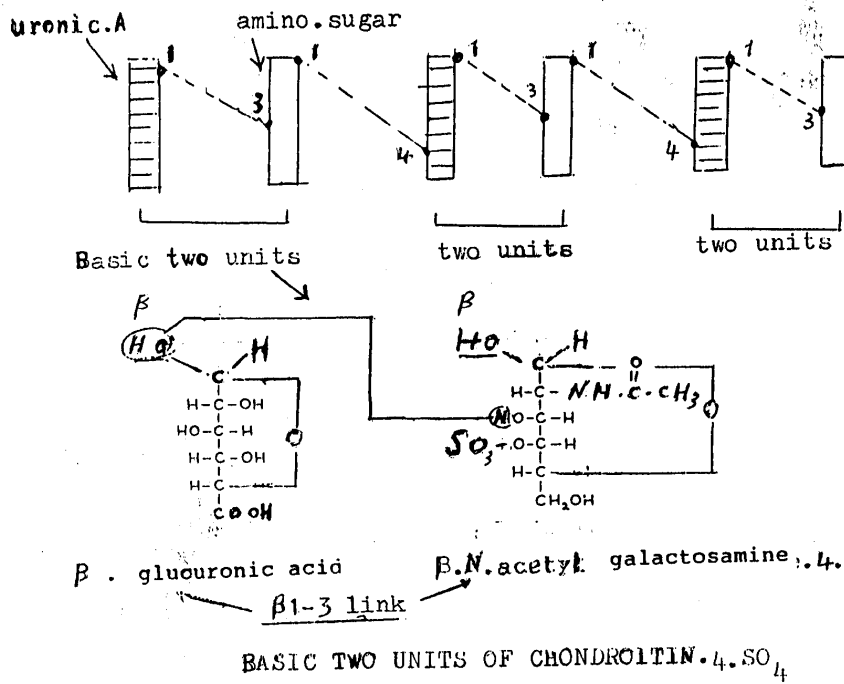 uronic.A amino.sugar
1 1 1 1 1
3 3 3
4 4
Basic two units two units two units
β β
HO H HO H
C C O
H-C-OH H-C-NH.C.CH3
HO-C-H O HO-C-H O
H-C-OH SO3-O-C-H
H-C H-C
COOH CH2OH
β . glucuronic acid β.N.acetyl galactosamine.4.
β1-3 link
BASIC TWO UNITS OF CHONDROITIN.4.SO4